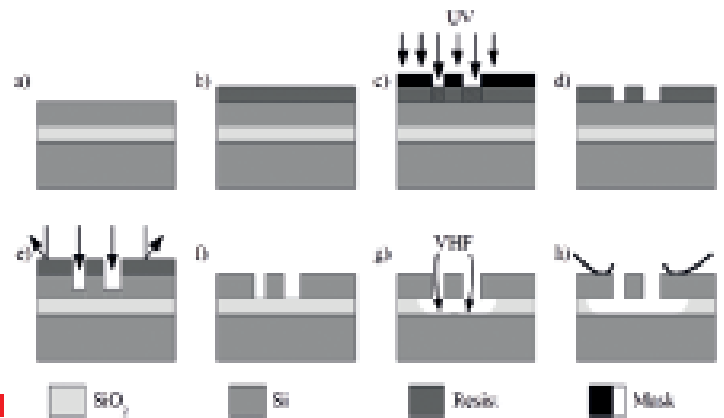 UV
a) b) c) d)
e) f) g) VHF h)
SiO₂ Si Resist Mask